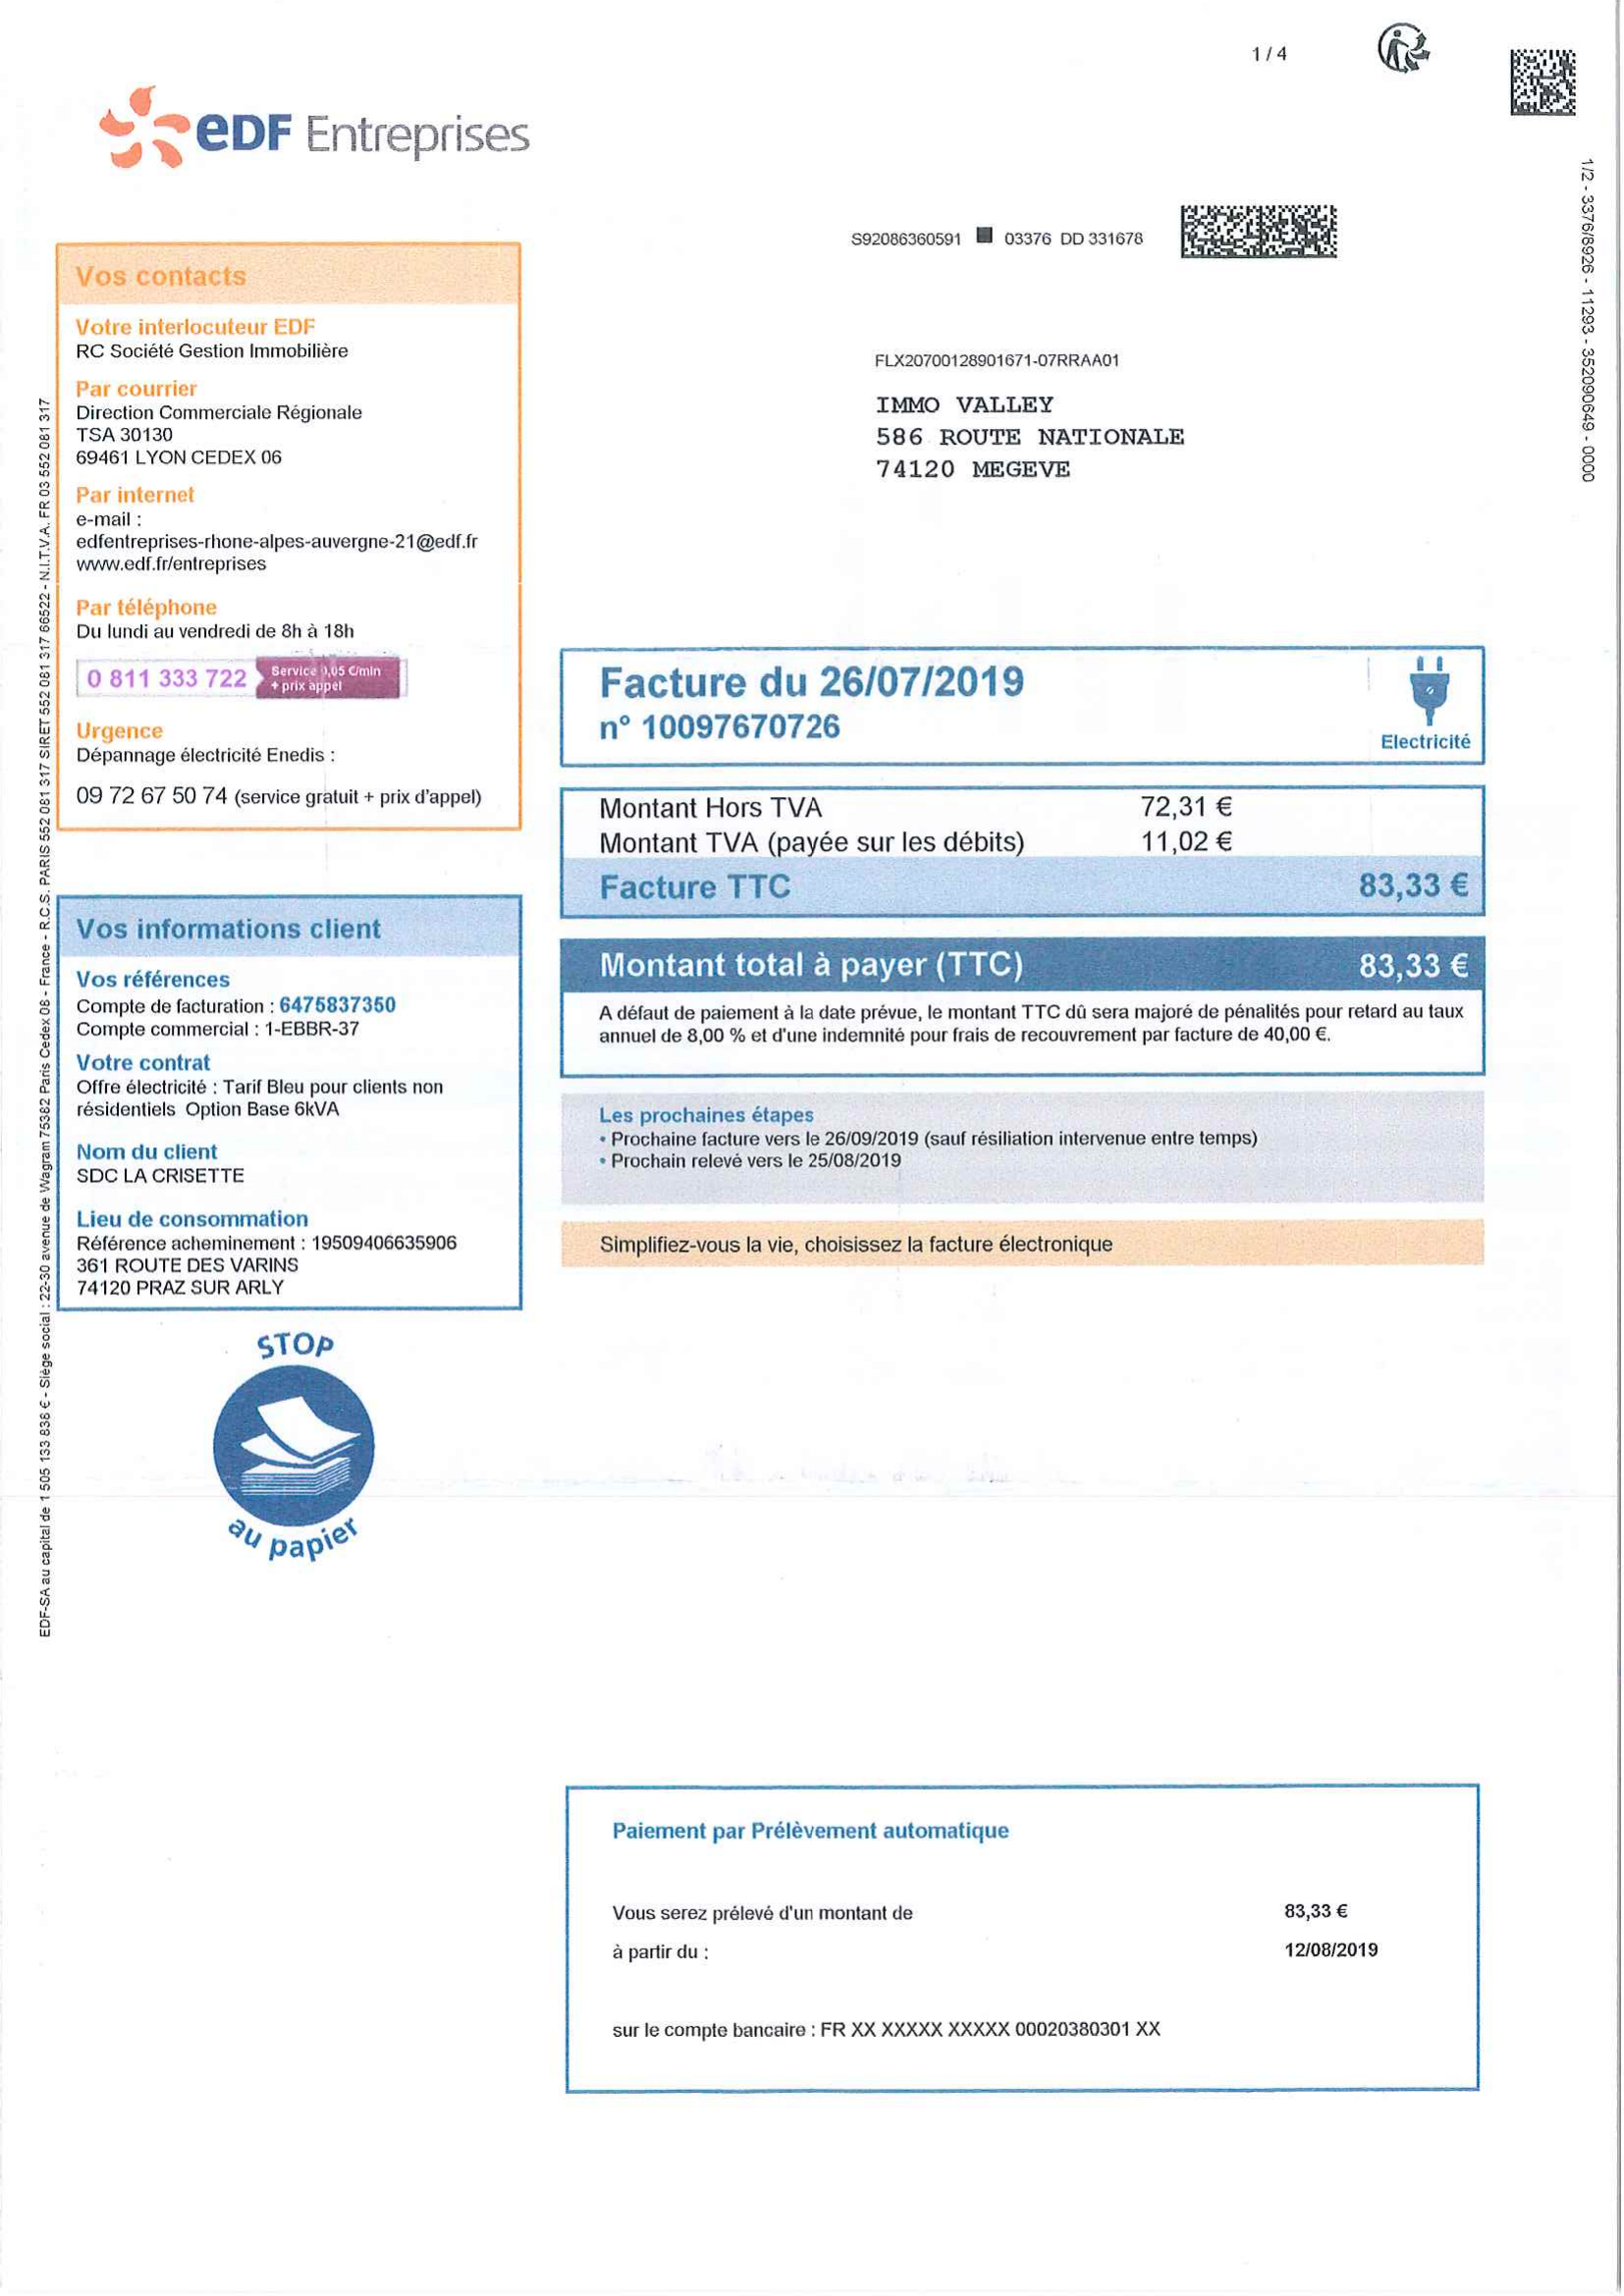 1 / 4
eDF Entreprises
S92086360591 03376 DD 331678
1/2 - 3376/8926 - 11293 - 352090649 - 0000
Vos contacts
Votre interlocuteur EDF
RC Société Gestion Immobilière
Par courrier
Direction Commerciale Régionale
TSA 30130
69461 LYON CEDEX 06
Par internet
e-mail :
edfentreprises-rhone-alpes-auvergne-21@edf.fr
www.edf.fr/entreprises
Par téléphone
Du lundi au vendredi de 8h à 18h
0 811 333 722 Service 0,05 €/min
+ prix appel
Urgence
Dépannage électricité Enedis :
09 72 67 50 74 (service gratuit + prix d'appel)
FLX20700128901671-07RRAA01
IMMO VALLEY
586 ROUTE NATIONALE
74120 MEGEVE
Facture du 26/07/2019
n° 10097670726
Electricité
Montant Hors TVA 72,31 €
Montant TVA (payée sur les débits) 11,02 €
Facture TTC 83,33 €
Montant total à payer (TTC) 83,33 €
A défaut de paiement à la date prévue, le montant TTC dû sera majoré de pénalités pour retard au taux
annuel de 8,00 % et d'une indemnité pour frais de recouvrement par facture de 40,00 €.
Les prochaines étapes
• Prochaine facture vers le 26/09/2019 (sauf résiliation intervenue entre temps)
• Prochain relevé vers le 25/08/2019
Simplifiez-vous la vie, choisissez la facture électronique
Vos informations client
Vos références
Compte de facturation : 6475837350
Compte commercial : 1-EBBR-37
Votre contrat
Offre électricité : Tarif Bleu pour clients non
résidentiels Option Base 6kVA
Nom du client
SDC LA CRISETTE
Lieu de consommation
Référence acheminement : 19509406635906
361 ROUTE DES VARINS
74120 PRAZ SUR ARLY
STOP
au papier
EDF-SA au capital de 1 505 133 838 € - Siège social : 22-30 avenue de Wagram 75382 Paris Cedex 08 - France - R.C.S. PARIS 552 081 317 SIRET 552 081 317 66522 - N.I.T.V.A. FR 03 552 081 317
Paiement par Prélèvement automatique
Vous serez prélevé d'un montant de 83,33 €
à partir du : 12/08/2019
sur le compte bancaire : FR XX XXXXX XXXXX 00020380301 XX